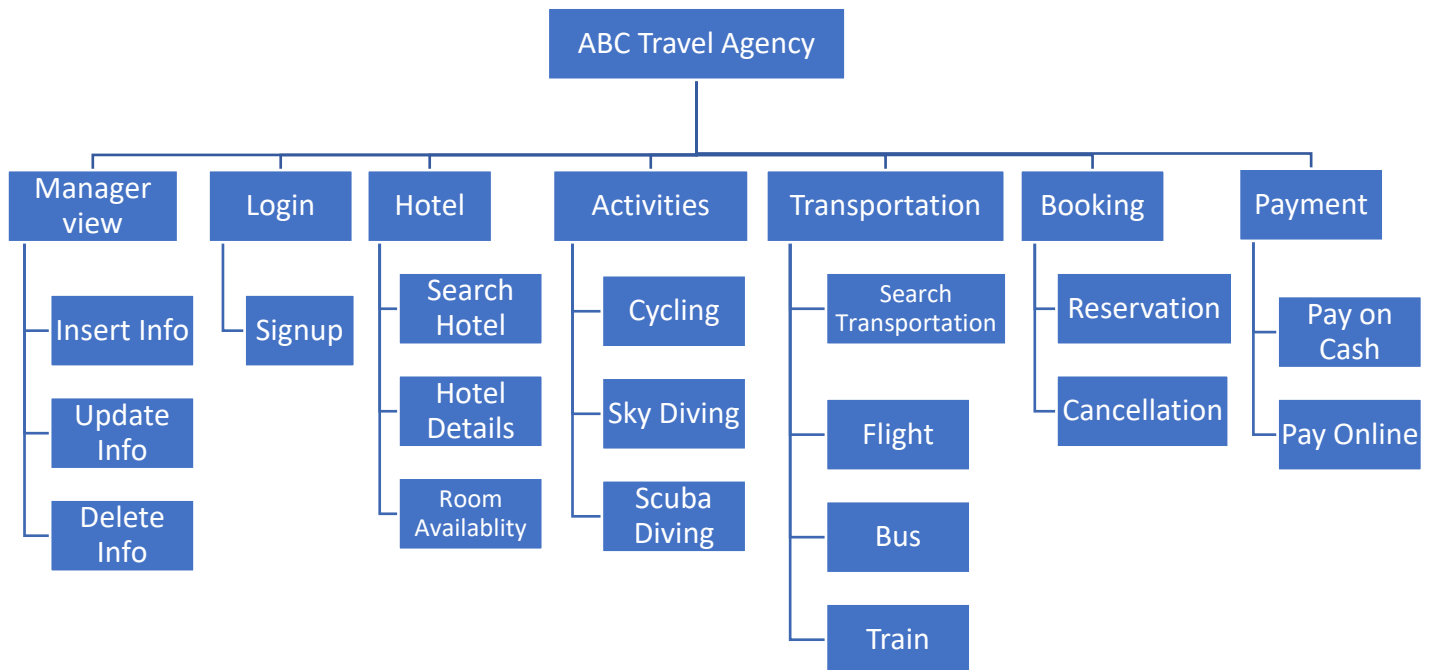 ABC Travel Agency
Manager
view
Login
Hotel
Activities
Transportation
Booking
Payment
Insert Info
Update
Info
Delete
Info
Signup
Search
Hotel
Hotel
Details
Room
Availablity
Cycling
Sky Diving
Scuba
Diving
Search
Transportation
Flight
Bus
Train
Reservation
Cancellation
Pay on
Cash
Pay Online